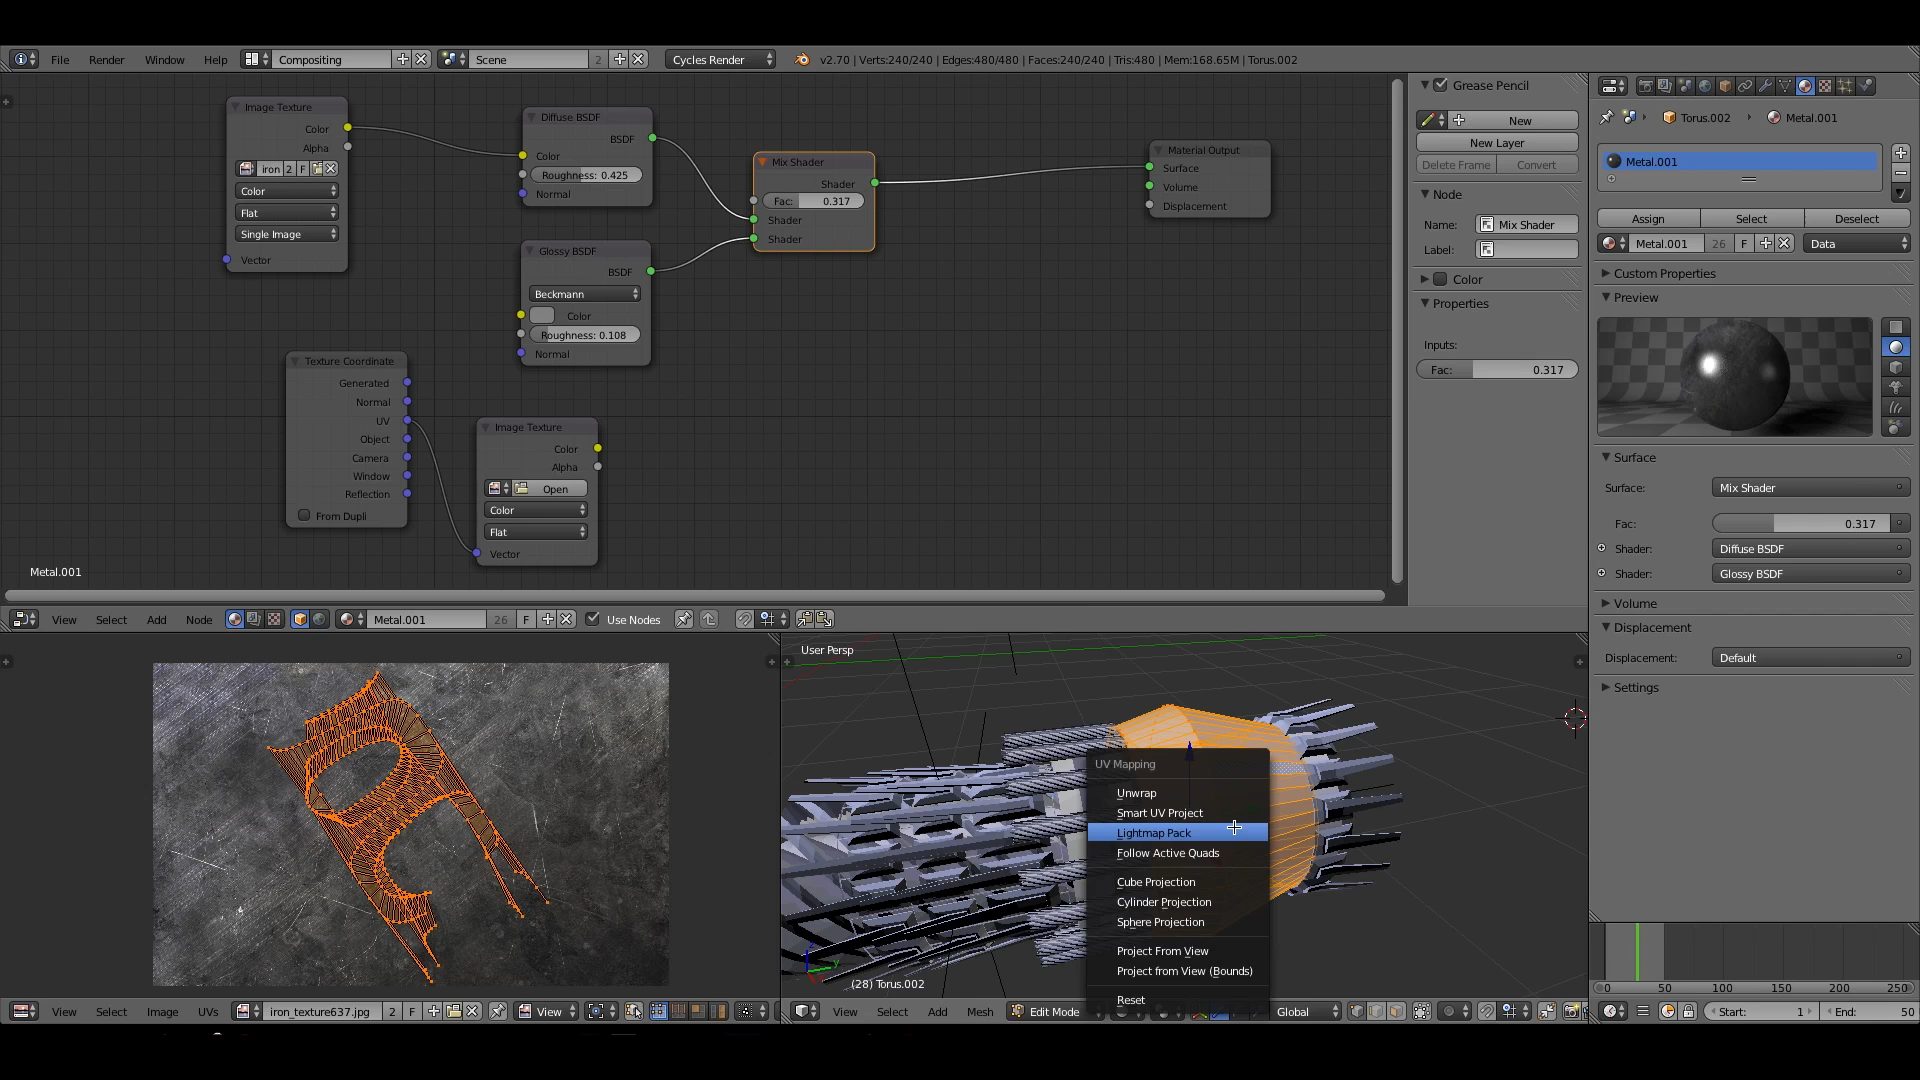 File Render Window Help Compositing Scene 2 Cycles Render v2.70 | Verts:240/240 | Edges:480/480 | Faces:240/240 | Tris:480 | Mem:168.65M | Torus.002
Image Texture
Color
Alpha
iron 2 F
Color
Flat
Single Image
Vector
Diffuse BSDF
BSDF
Color
Roughness: 0.425
Normal
Glossy BSDF
BSDF
Beckmann
Color
Roughness: 0.108
Normal
Mix Shader
Shader
Fac: 0.317
Shader
Shader
Material Output
Surface
Volume
Displacement
Texture Coordinate
Generated
Normal
UV
Object
Camera
Window
Reflection
From Dupli
Image Texture
Color
Alpha
Open
Color
Flat
Vector
Metal.001
Grease Pencil
New
New Layer
Delete Frame Convert
Node
Name: Mix Shader
Label:
Color
Properties
Inputs:
Fac: 0.317
Torus.002 Metal.001
Metal.001
Assign Select Deselect
Metal.001 26 F Data
Custom Properties
Preview
Surface
Surface: Mix Shader
Fac: 0.317
Shader: Diffuse BSDF
Shader: Glossy BSDF
Volume
Displacement
Displacement: Default
Settings
View Select Add Node Metal.001 26 F Use Nodes
User Persp
UV Mapping
Unwrap
Smart UV Project
Lightmap Pack
Follow Active Quads
Cube Projection
Cylinder Projection
Sphere Projection
Project From View
Project from View (Bounds)
Reset
z
y
(28) Torus.002
0 50 100 150 200 250
View Select Image UVs iron_texture637.jpg 2 F View
View Select Add Mesh Edit Mode Global
Start: 1 End: 50